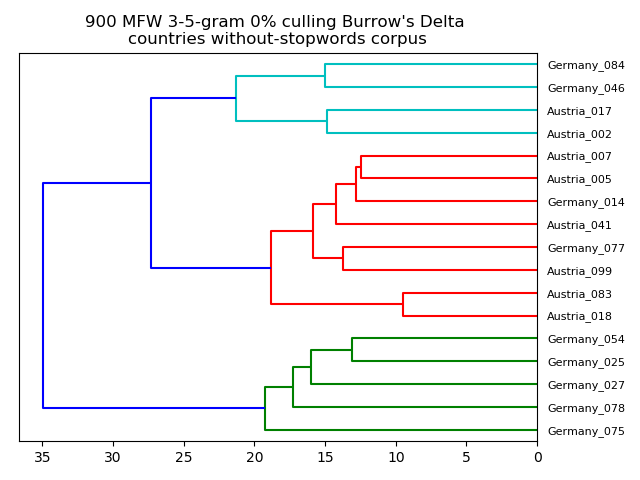 900 MFW 3-5-gram 0% culling Burrow's Delta
countries without-stopwords corpus
Germany_084
Germany_046
Austria_017
Austria_002
Austria_007
Austria_005
Germany_014
Austria_041
Germany_077
Austria_099
Austria_083
Austria_018
Germany_054
Germany_025
Germany_027
Germany_078
Germany_075
35 30 25 20 15 10 5 0